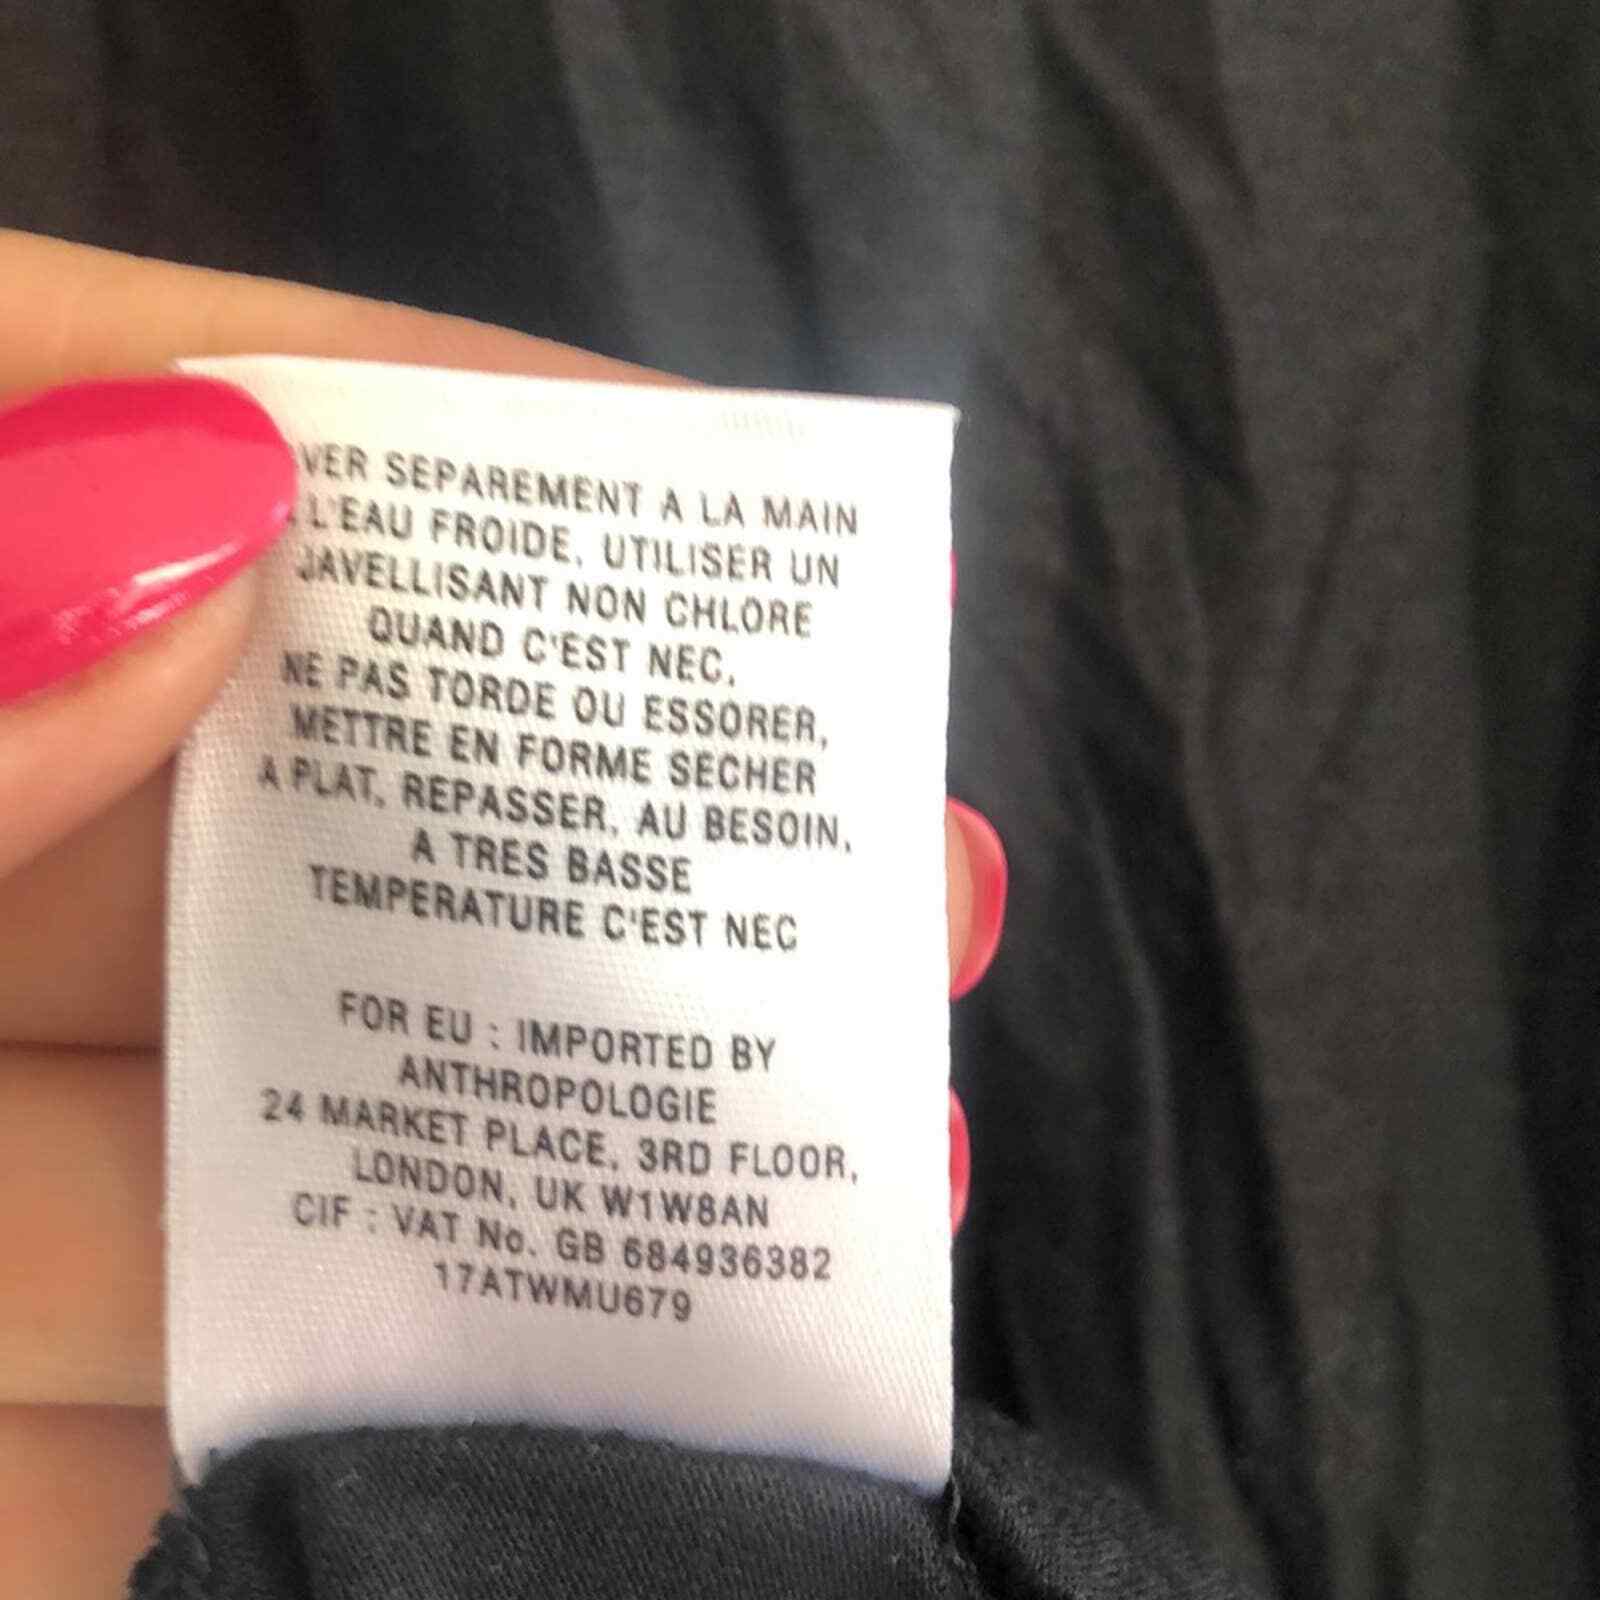 VER SEPAREMENT A LA MAIN
L'EAU FROIDE, UTILISER UN
JAVELLISANT NON CHLORE
QUAND C'EST NEC,
NE PAS TORDE OU ESSORER,
METTRE EN FORME SECHER
A PLAT, REPASSER, AU BESOIN,
A TRES BASSE
TEMPERATURE C'EST NEC
FOR EU : IMPORTED BY
ANTHROPOLOGIE
24 MARKET PLACE, 3RD FLOOR,
LONDON, UK W1W8AN
CIF : VAT No. GB 684936382
17ATWMU679